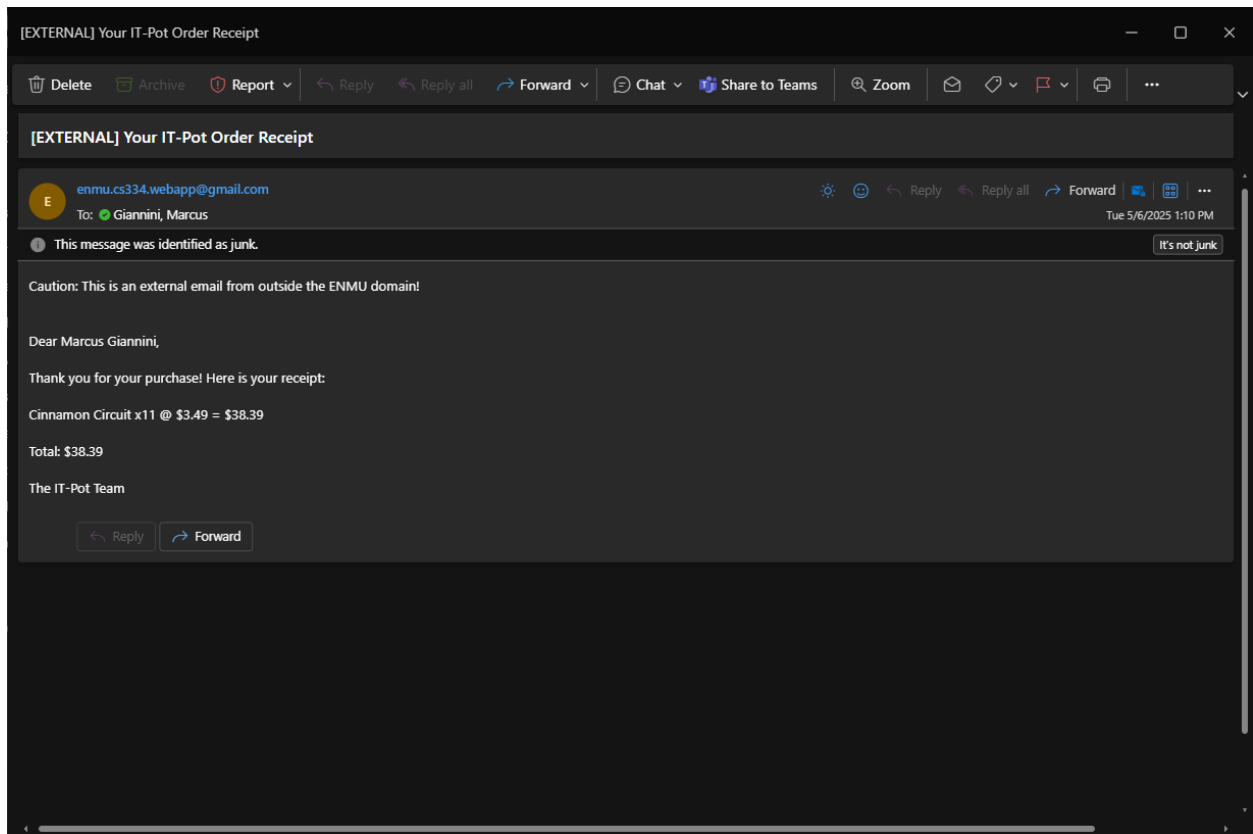 [EXTERNAL] Your IT-Pot Order Receipt
Delete Archive Report Reply Reply all Forward Chat Share to Teams Zoom
[EXTERNAL] Your IT-Pot Order Receipt
E
enmu.cs334.webapp@gmail.com
Reply Reply all Forward
To: Giannini, Marcus
Tue 5/6/2025 1:10 PM
This message was identified as junk.
It's not junk
Caution: This is an external email from outside the ENMU domain!
Dear Marcus Giannini,
Thank you for your purchase! Here is your receipt:
Cinnamon Circuit x11 @ $3.49 = $38.39
Total: $38.39
The IT-Pot Team
Reply Forward